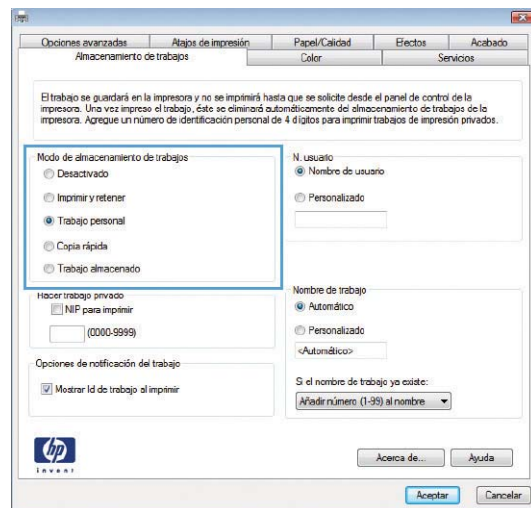 Opciones avanzadas Atajos de impresión Papel/Calidad Efectos Acabado
Almacenamiento de trabajos Color Servicios
El trabajo se guardará en la impresora y no se imprimirá hasta que se solicite desde el panel de control de la
impresora. Una vez impreso el trabajo, éste se eliminará automáticamente del almacenamiento de trabajos de la
impresora. Agregue un número de identificación personal de 4 dígitos para imprimir trabajos de impresión privados.
Modo de almacenamiento de trabajos
Desactivado
Imprimir y retener
Trabajo personal
Copia rápida
Trabajo almacenado
N. usuario
Nombre de usuario
Personalizado
Hacer trabajo privado
NIP para imprimir
(0000-9999)
Nombre de trabajo
Automático
Personalizado
<Automático>
Si el nombre de trabajo ya existe:
Añadir número (1-99) al nombre
Opciones de notificación del trabajo
Mostrar Id de trabajo al imprimir
hp
invent
Acerca de... Ayuda
Aceptar Cancelar